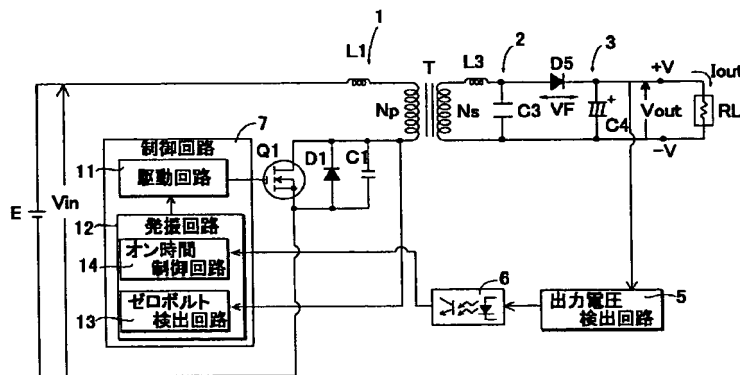 1
L1
T
L3
2
D5
3
+V
Iout
Np
Ns
C3
VF
+
C4
Vout
RL
-V
7
制御回路
Q1
D1
C1
11
駆動回路
E
Vin
12
発振回路
オン時間
制御回路
14
ゼロボルト
検出回路
13
6
出力電圧
検出回路
5